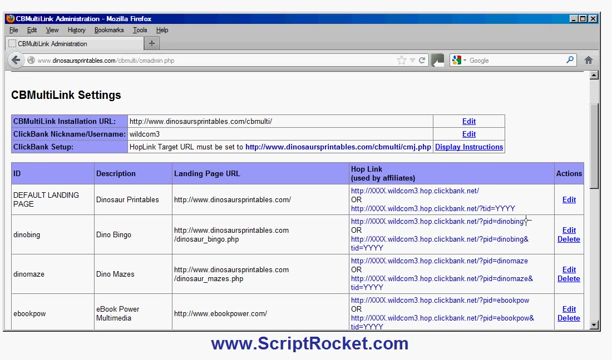 CBMultiLink Administration - Mozilla Firefox
File Edit View History Bookmarks Tools Help
CBMultiLink Administration
www.dinosaursprintables.com/cbmulti/cmjadmin.php
Google
CBMultiLink Settings
CBMultiLink Installation URL: http://www.dinosaursprintables.com/cbmulti/ Edit
ClickBank Nickname/Username: wildcom3 Edit
ClickBank Setup: HopLink Target URL must be set to http://www.dinosaursprintables.com/cbmulti/cmj.php Display Instructions
ID Description Landing Page URL Hop Link
(used by affiliates) Actions
DEFAULT LANDING
PAGE
Dinosaur Printables
http://www.dinosaursprintables.com/
http://XXXX.wildcom3.hop.clickbank.net/
OR
http://XXXX.wildcom3.hop.clickbank.net/?tid=YYYY
Edit
dinobing
Dino Bingo
http://www.dinosaursprintables.com
/dinosaur_bingo.php
http://XXXX.wildcom3.hop.clickbank.net/?pid=dinobing
OR
http://XXXX.wildcom3.hop.clickbank.net/?pid=dinobing&
tid=YYYY
Edit
Delete
dinomaze
Dino Mazes
http://www.dinosaursprintables.com
/dinosaur_mazes.php
http://XXXX.wildcom3.hop.clickbank.net/?pid=dinomaze
OR
http://XXXX.wildcom3.hop.clickbank.net/?pid=dinomaze&
tid=YYYY
Edit
Delete
ebookpow
eBook Power
Multimedia
http://www.ebookpower.com/
http://XXXX.wildcom3.hop.clickbank.net/?pid=ebookpow
OR
http://XXXX.wildcom3.hop.clickbank.net/?pid=ebookpow&
tid=YYYY
Edit
Delete
www.ScriptRocket.com